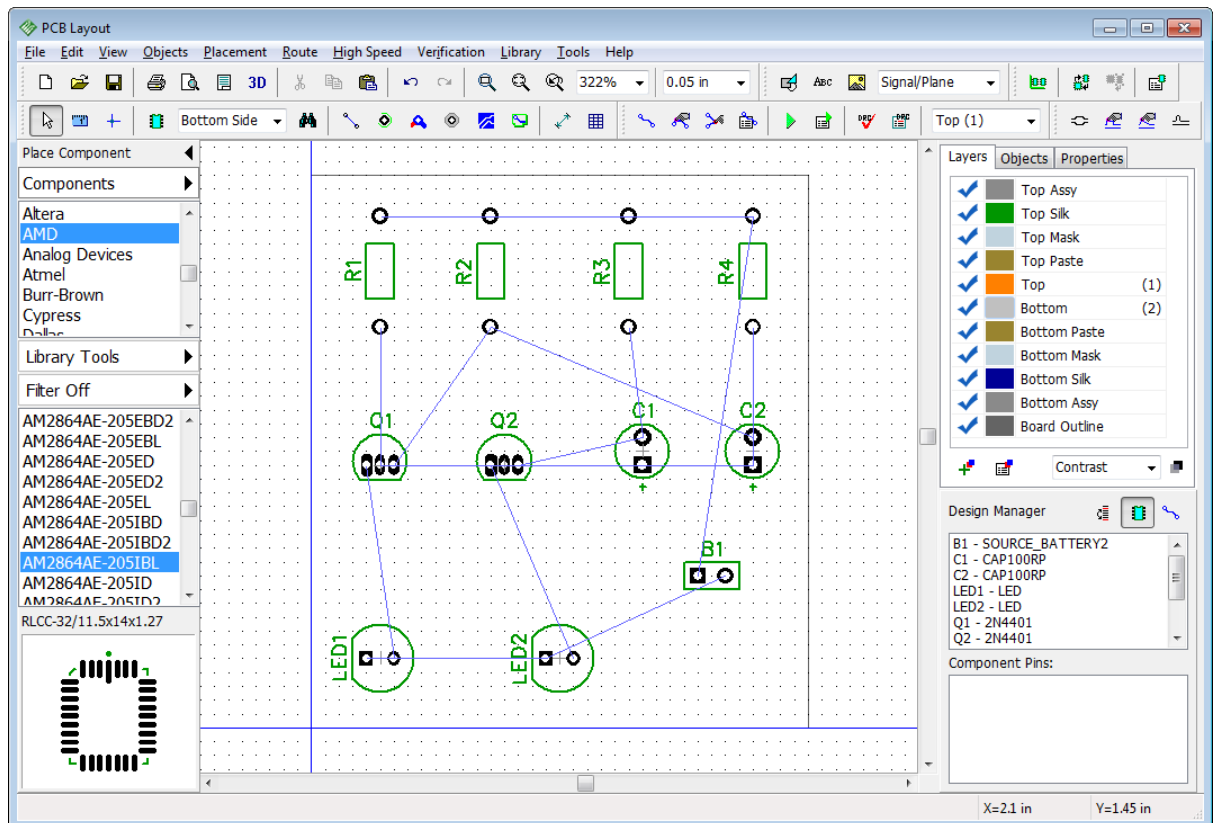 PCB Layout
File Edit View Objects Placement Route High Speed Verification Library Tools Help
3D 322% 0.05 in ABC Signal/Plane
Bottom Side DRC DRC Top (1)
Place Component
Components
Altera
AMD
Analog Devices
Atmel
Burr-Brown
Cypress
Library Tools
Filter Off
AM2864AE-205EBD2
AM2864AE-205EBL
AM2864AE-205ED
AM2864AE-205ED2
AM2864AE-205EL
AM2864AE-205IBD
AM2864AE-205IBD2
AM2864AE-205IBL
AM2864AE-205ID
AM2864AE-205ID2
RLCC-32/11.5x14x1.27
R1 R2 R3 R4
Q1 Q2 C1 C2
+ +
B1
LED1 LED2
Layers Objects Properties
Top Assy
Top Silk
Top Mask
Top Paste
Top (1)
Bottom (2)
Bottom Paste
Bottom Mask
Bottom Silk
Bottom Assy
Board Outline
Contrast
Design Manager
B1 - SOURCE_BATTERY2
C1 - CAP100RP
C2 - CAP100RP
LED1 - LED
LED2 - LED
Q1 - 2N4401
Q2 - 2N4401
Component Pins:
X=2.1 in Y=1.45 in